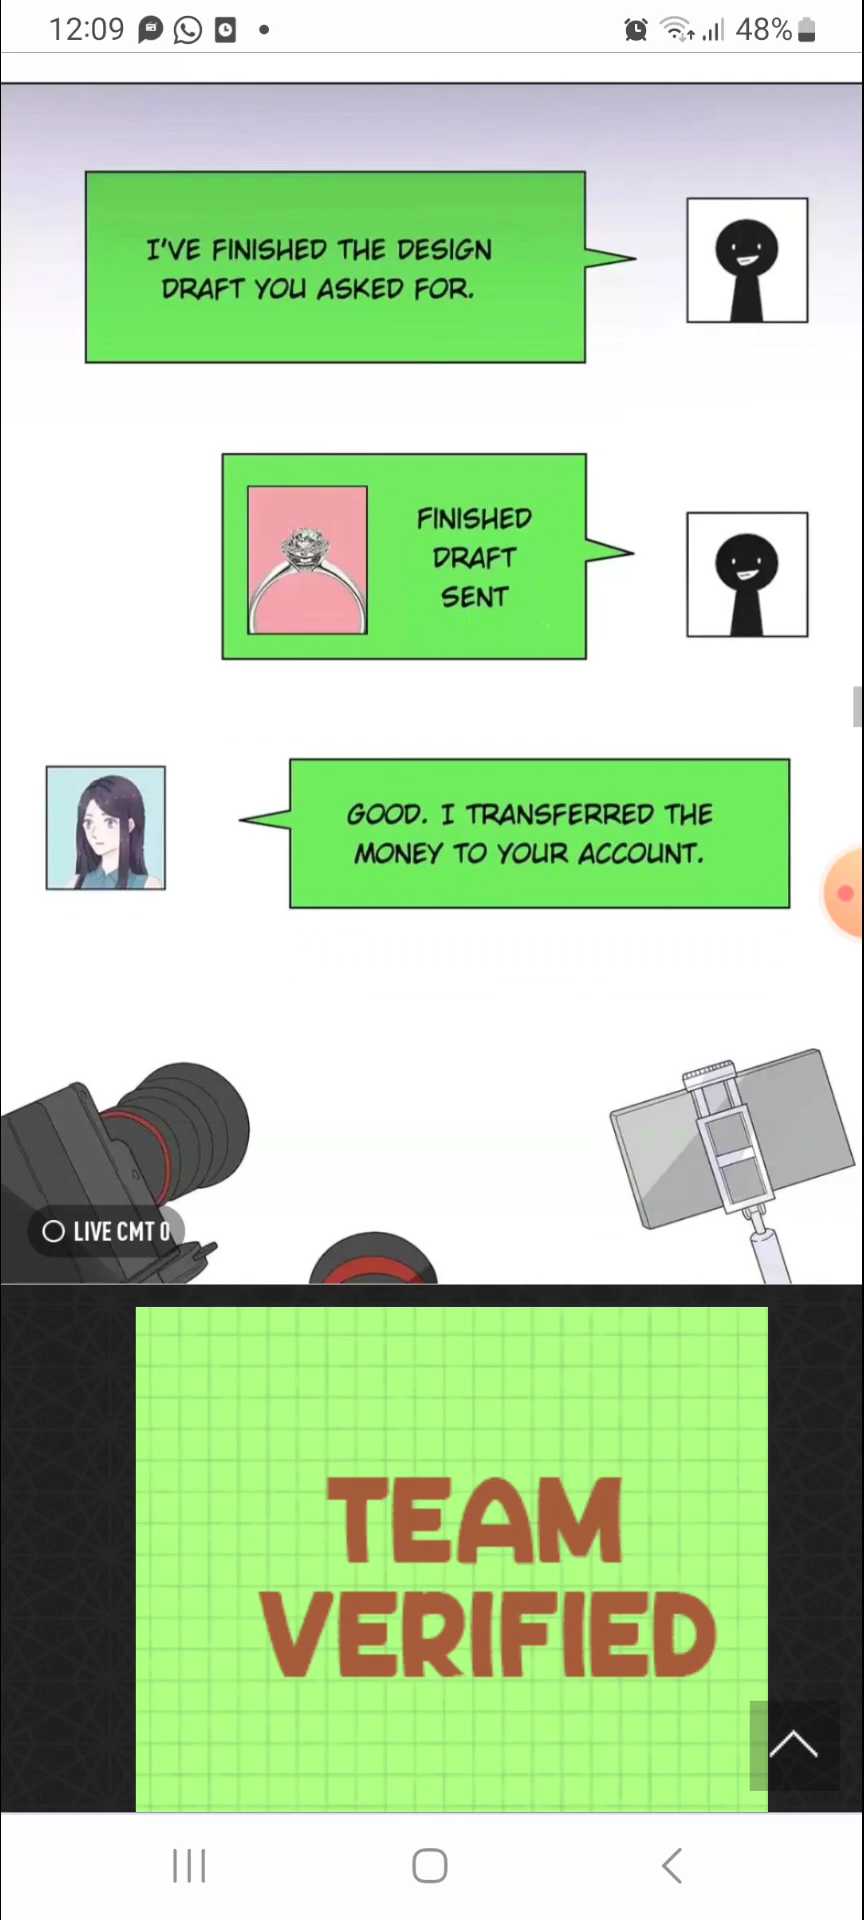 12:09
48%
I'VE FINISHED THE DESIGN
DRAFT YOU ASKED FOR.
FINISHED
DRAFT
SENT
GOOD. I TRANSFERRED THE
MONEY TO YOUR ACCOUNT.
LIVE CMT 0
TEAM
VERIFIED